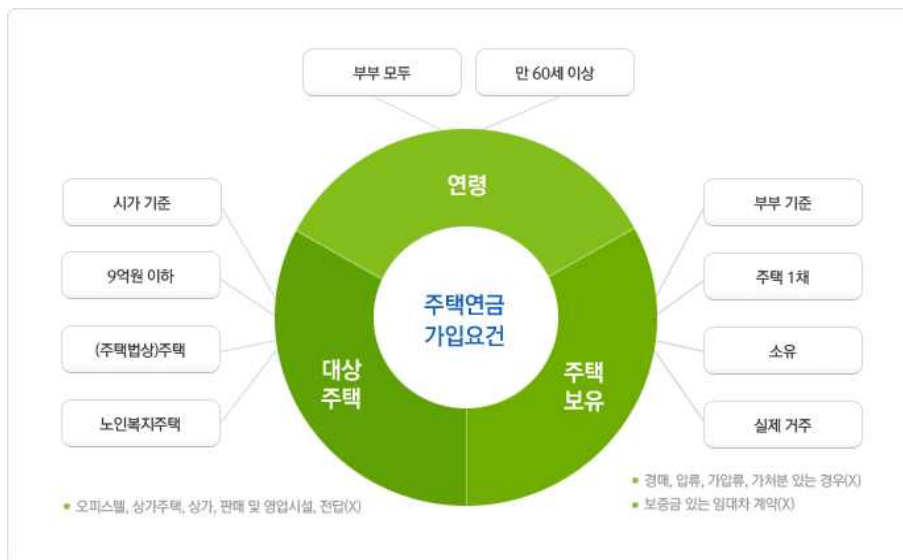 부부 모두
만 60세 이상
연령
시가 기준
9억원 이하
(주택법상)주택
노인복지주택
주택연금
가입요건
대상
주택
주택
보유
부부 기준
주택 1채
소유
실제 거주
• 오피스텔, 상가주택, 상가, 판매 및 영업시설, 전답(X)
• 경매, 압류, 가압류, 가처분 있는 경우(X)
• 보증금 있는 임대차 계약(X)